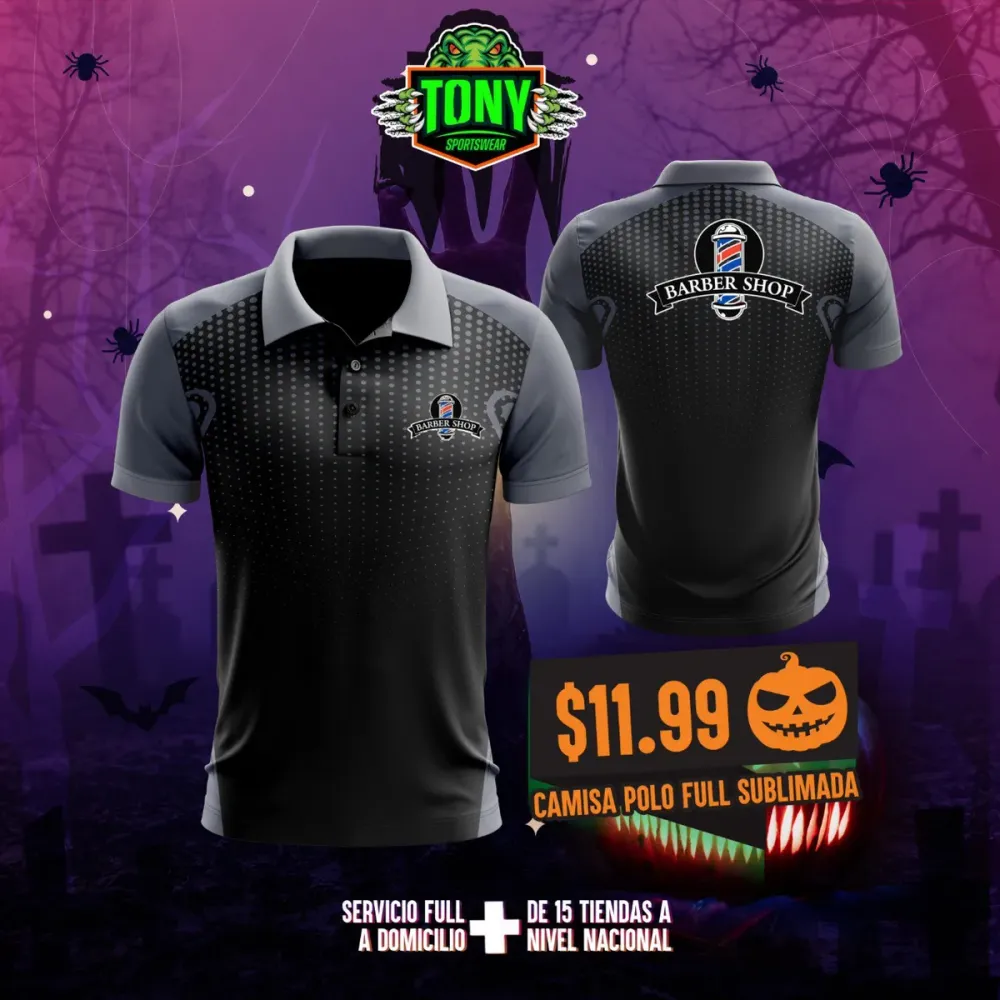 TONY
SPORTSWEAR
BARBER SHOP
BARBER SHOP
$11.99
CAMISA POLO FULL SUBLIMADA
SERVICIO FULL
A DOMICILIO
+
DE 15 TIENDAS A
NIVEL NACIONAL